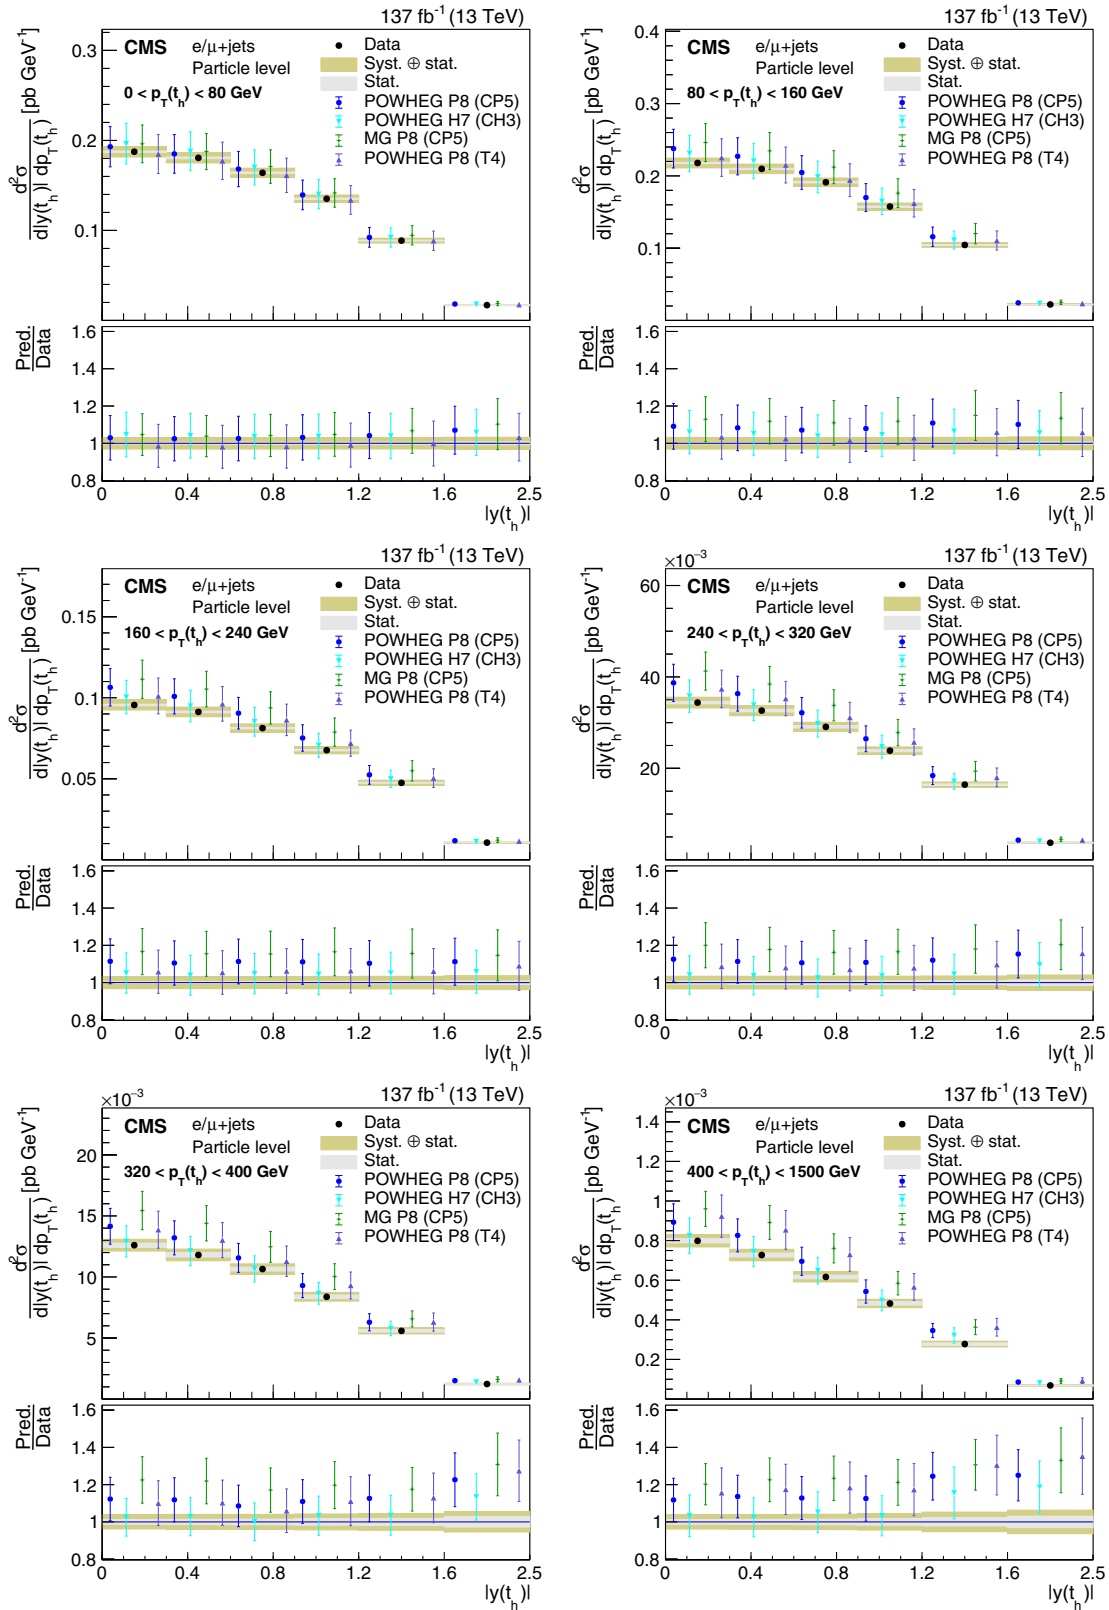 137 fb⁻¹ (13 TeV)
CMS e/μ+jets
Particle level
0 < p_T(t_h) < 80 GeV
Data
Syst. ⊕ stat.
Stat.
POWHEG P8 (CP5)
POWHEG H7 (CH3)
MG P8 (CP5)
POWHEG P8 (T4)
d²σ / d|y(t_h)| dp_T(t_h) [pb GeV⁻¹]
0.3
0.2
0.1
Pred. / Data
1.6
1.4
1.2
1
0.8
0 0.4 0.8 1.2 1.6 2.5
|y(t_h)|
137 fb⁻¹ (13 TeV)
CMS e/μ+jets
Particle level
80 < p_T(t_h) < 160 GeV
Data
Syst. ⊕ stat.
Stat.
POWHEG P8 (CP5)
POWHEG H7 (CH3)
MG P8 (CP5)
POWHEG P8 (T4)
d²σ / d|y(t_h)| dp_T(t_h) [pb GeV⁻¹]
0.4
0.3
0.2
0.1
Pred. / Data
1.6
1.4
1.2
1
0.8
0 0.4 0.8 1.2 1.6 2.5
|y(t_h)|
137 fb⁻¹ (13 TeV)
CMS e/μ+jets
Particle level
160 < p_T(t_h) < 240 GeV
Data
Syst. ⊕ stat.
Stat.
POWHEG P8 (CP5)
POWHEG H7 (CH3)
MG P8 (CP5)
POWHEG P8 (T4)
d²σ / d|y(t_h)| dp_T(t_h) [pb GeV⁻¹]
0.15
0.1
0.05
Pred. / Data
1.6
1.4
1.2
1
0.8
0 0.4 0.8 1.2 1.6 2.5
|y(t_h)|
×10⁻³ 137 fb⁻¹ (13 TeV)
CMS e/μ+jets
Particle level
240 < p_T(t_h) < 320 GeV
Data
Syst. ⊕ stat.
Stat.
POWHEG P8 (CP5)
POWHEG H7 (CH3)
MG P8 (CP5)
POWHEG P8 (T4)
d²σ / d|y(t_h)| dp_T(t_h) [pb GeV⁻¹]
60
40
20
Pred. / Data
1.6
1.4
1.2
1
0.8
0 0.4 0.8 1.2 1.6 2.5
|y(t_h)|
×10⁻³ 137 fb⁻¹ (13 TeV)
CMS e/μ+jets
Particle level
320 < p_T(t_h) < 400 GeV
Data
Syst. ⊕ stat.
Stat.
POWHEG P8 (CP5)
POWHEG H7 (CH3)
MG P8 (CP5)
POWHEG P8 (T4)
d²σ / d|y(t_h)| dp_T(t_h) [pb GeV⁻¹]
20
15
10
5
Pred. / Data
1.6
1.4
1.2
1
0.8
0 0.4 0.8 1.2 1.6 2.5
|y(t_h)|
×10⁻³ 137 fb⁻¹ (13 TeV)
CMS e/μ+jets
Particle level
400 < p_T(t_h) < 1500 GeV
Data
Syst. ⊕ stat.
Stat.
POWHEG P8 (CP5)
POWHEG H7 (CH3)
MG P8 (CP5)
POWHEG P8 (T4)
d²σ / d|y(t_h)| dp_T(t_h) [pb GeV⁻¹]
1.4
1.2
1
0.8
0.6
0.4
0.2
Pred. / Data
1.6
1.4
1.2
1
0.8
0 0.4 0.8 1.2 1.6 2.5
|y(t_h)|